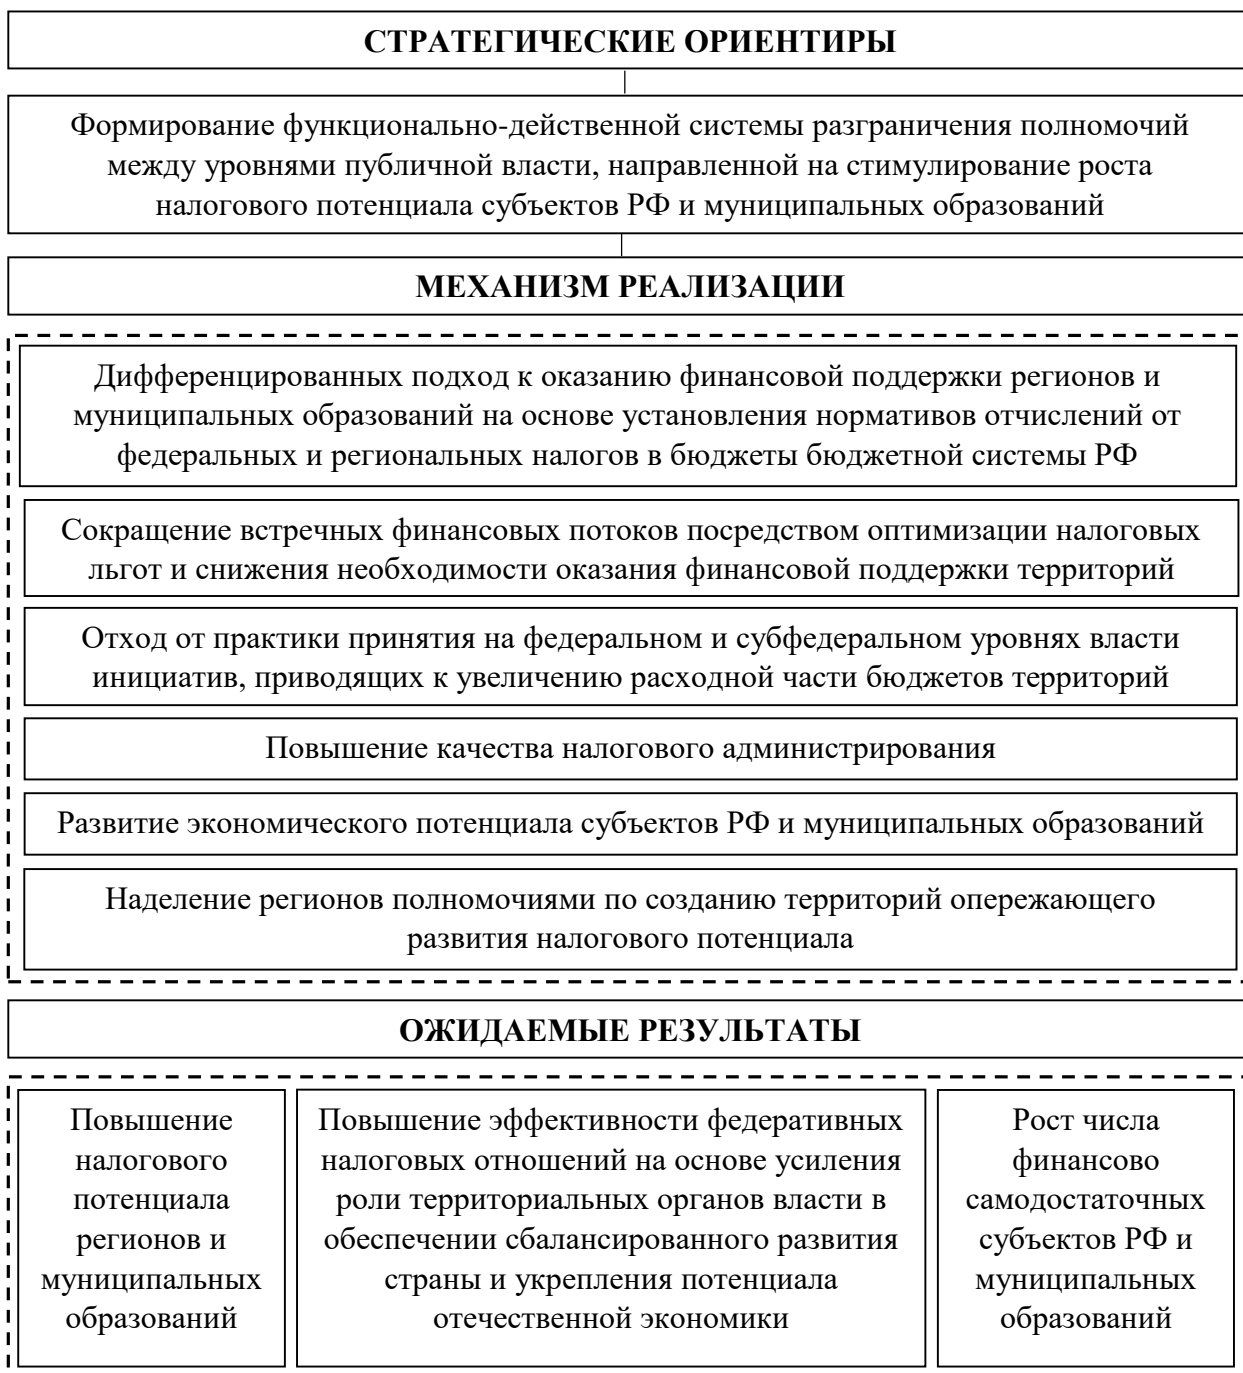 СТРАТЕГИЧЕСКИЕ ОРИЕНТИРЫ
Формирование функционально-действенной системы разграничения полномочий
между уровнями публичной власти, направленной на стимулирование роста
налогового потенциала субъектов РФ и муниципальных образований
МЕХАНИЗМ РЕАЛИЗАЦИИ
Дифференцированных подход к оказанию финансовой поддержки регионов и
муниципальных образований на основе установления нормативов отчислений от
федеральных и региональных налогов в бюджеты бюджетной системы РФ
Сокращение встречных финансовых потоков посредством оптимизации налоговых
льгот и снижения необходимости оказания финансовой поддержки территорий
Отход от практики принятия на федеральном и субфедеральном уровнях власти
инициатив, приводящих к увеличению расходной части бюджетов территорий
Повышение качества налогового администрирования
Развитие экономического потенциала субъектов РФ и муниципальных образований
Наделение регионов полномочиями по созданию территорий опережающего
развития налогового потенциала
ОЖИДАЕМЫЕ РЕЗУЛЬТАТЫ
Повышение
налогового
потенциала
регионов и
муниципальных
образований
Повышение эффективности федеративных
налоговых отношений на основе усиления
роли территориальных органов власти в
обеспечении сбалансированного развития
страны и укрепления потенциала
отечественной экономики
Рост числа
финансово
самодостаточных
субъектов РФ и
муниципальных
образований